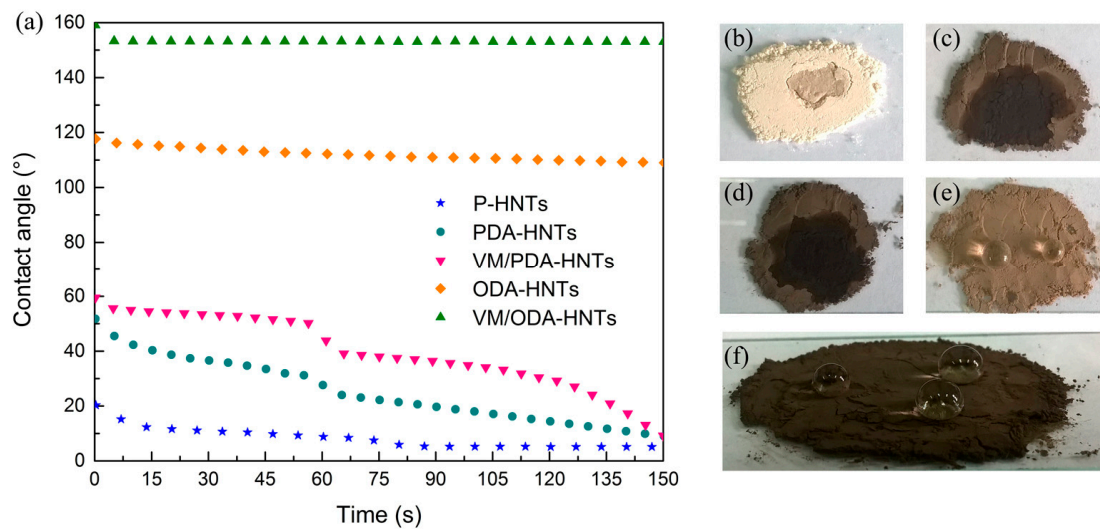 (a)
160
140
120
100
80
60
40
20
0
Contact angle (°)
P-HNTs
PDA-HNTs
VM/PDA-HNTs
ODA-HNTs
VM/ODA-HNTs
0 15 30 45 60 75 90 105 120 135 150
Time (s)
(b)
(c)
(d)
(e)
(f)